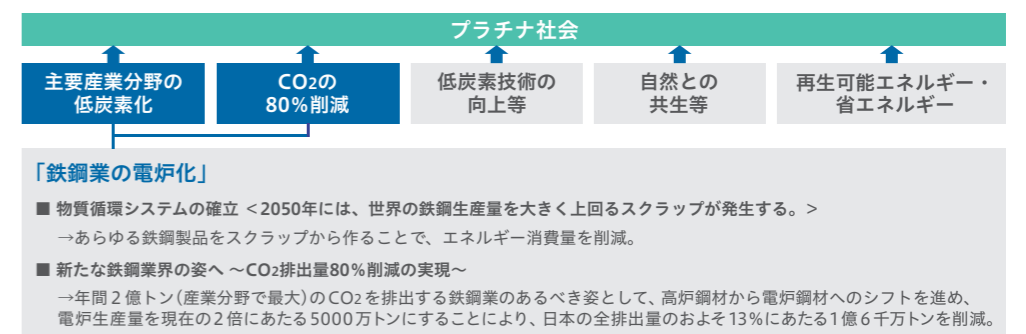 プラチナ社会
主要産業分野の
低炭素化
CO2の
80%削減
低炭素技術の
向上等
自然との
共生等
再生可能エネルギー・
省エネルギー
「鉄鋼業の電炉化」
■ 物質循環システムの確立 <2050年には、世界の鉄鋼生産量を大きく上回るスクラップが発生する。>
→あらゆる鉄鋼製品をスクラップから作ることで、エネルギー消費量を削減。
■ 新たな鉄鋼業界の姿へ ～CO2排出量80%削減の実現～
→年間２億トン(産業分野で最大)のCO2を排出する鉄鋼業のあるべき姿として、高炉鋼材から電炉鋼材へのシフトを進め、
電炉生産量を現在の2倍にあたる5000万トンにすることにより、日本の全排出量のおよそ13%にあたる1億6千万トンを削減。